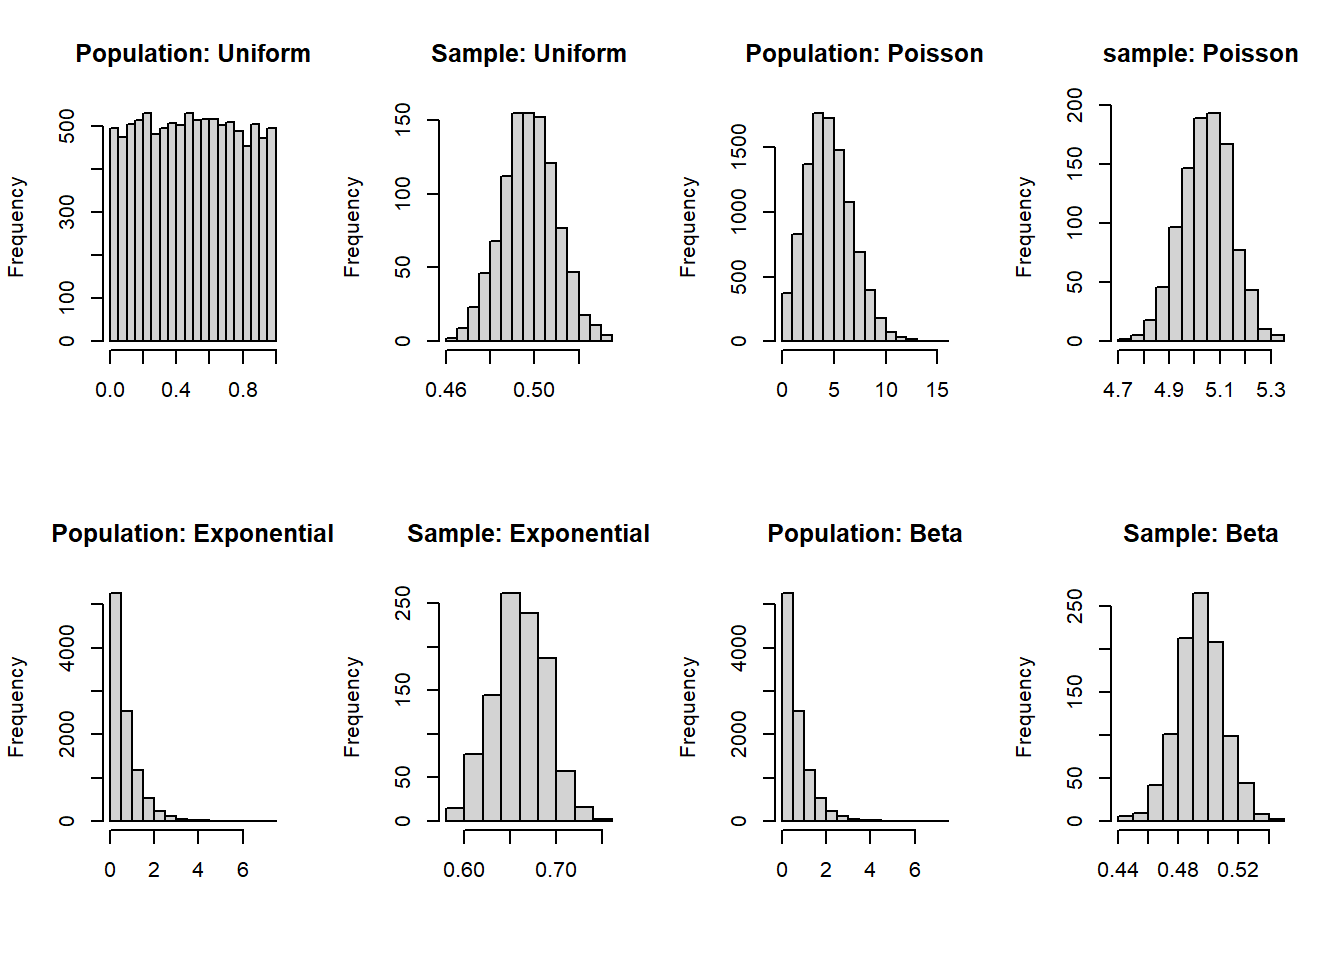 Population: Uniform
Frequency
0 100 300 500
0.0 0.4 0.8
Sample: Uniform
Frequency
0 50 100 150
0.46 0.50
Population: Poisson
Frequency
0 500 1000 1500
0 5 10 15
sample: Poisson
Frequency
0 50 100 150 200
4.7 4.9 5.1 5.3
Population: Exponential
Frequency
0 2000 4000
0 2 4 6
Sample: Exponential
Frequency
0 50 150 250
0.60 0.70
Population: Beta
Frequency
0 2000 4000
0 2 4 6
Sample: Beta
Frequency
0 50 150 250
0.44 0.48 0.52